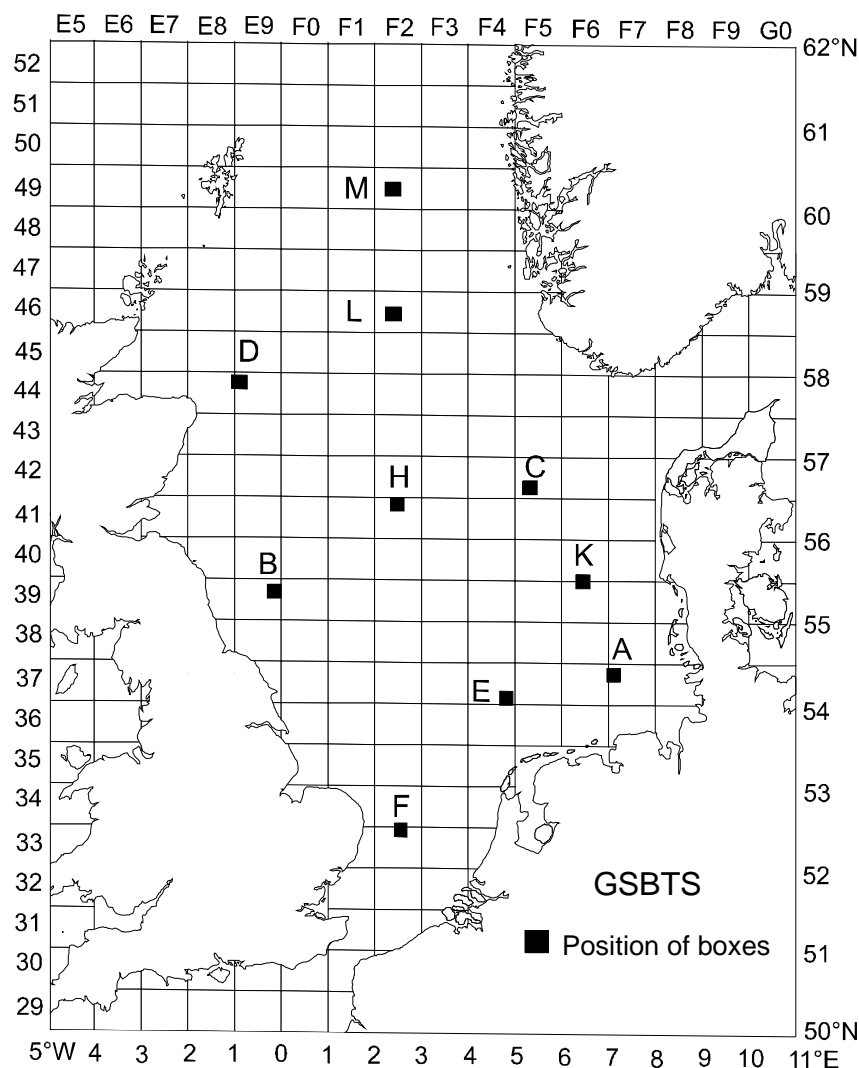 E5 E6 E7 E8 E9 F0 F1 F2 F3 F4 F5 F6 F7 F8 F9 G0
62°N
52
51
50
61
M
49
60
48
47
59
46
L
45
D
58
44
43
57
42
H
C
41
56
40
B
K
39
55
38
A
37
E
54
36
35
53
34
F
33
52
32
GSBTS
31
Position of boxes
51
30
29
50°N
5°W 4 3 2 1 0 1 2 3 4 5 6 7 8 9 10 11°E